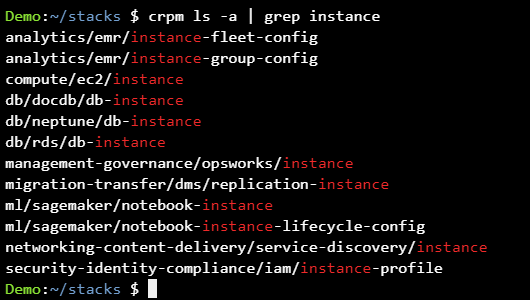 Demo:~/stacks $ crpm ls -a | grep instance
analytics/emr/instance-fleet-config
analytics/emr/instance-group-config
compute/ec2/instance
db/docdb/db-instance
db/neptune/db-instance
db/rds/db-instance
management-governance/opsworks/instance
migration-transfer/dms/replication-instance
ml/sagemaker/notebook-instance
ml/sagemaker/notebook-instance-lifecycle-config
networking-content-delivery/service-discovery/instance
security-identity-compliance/iam/instance-profile
Demo:~/stacks $